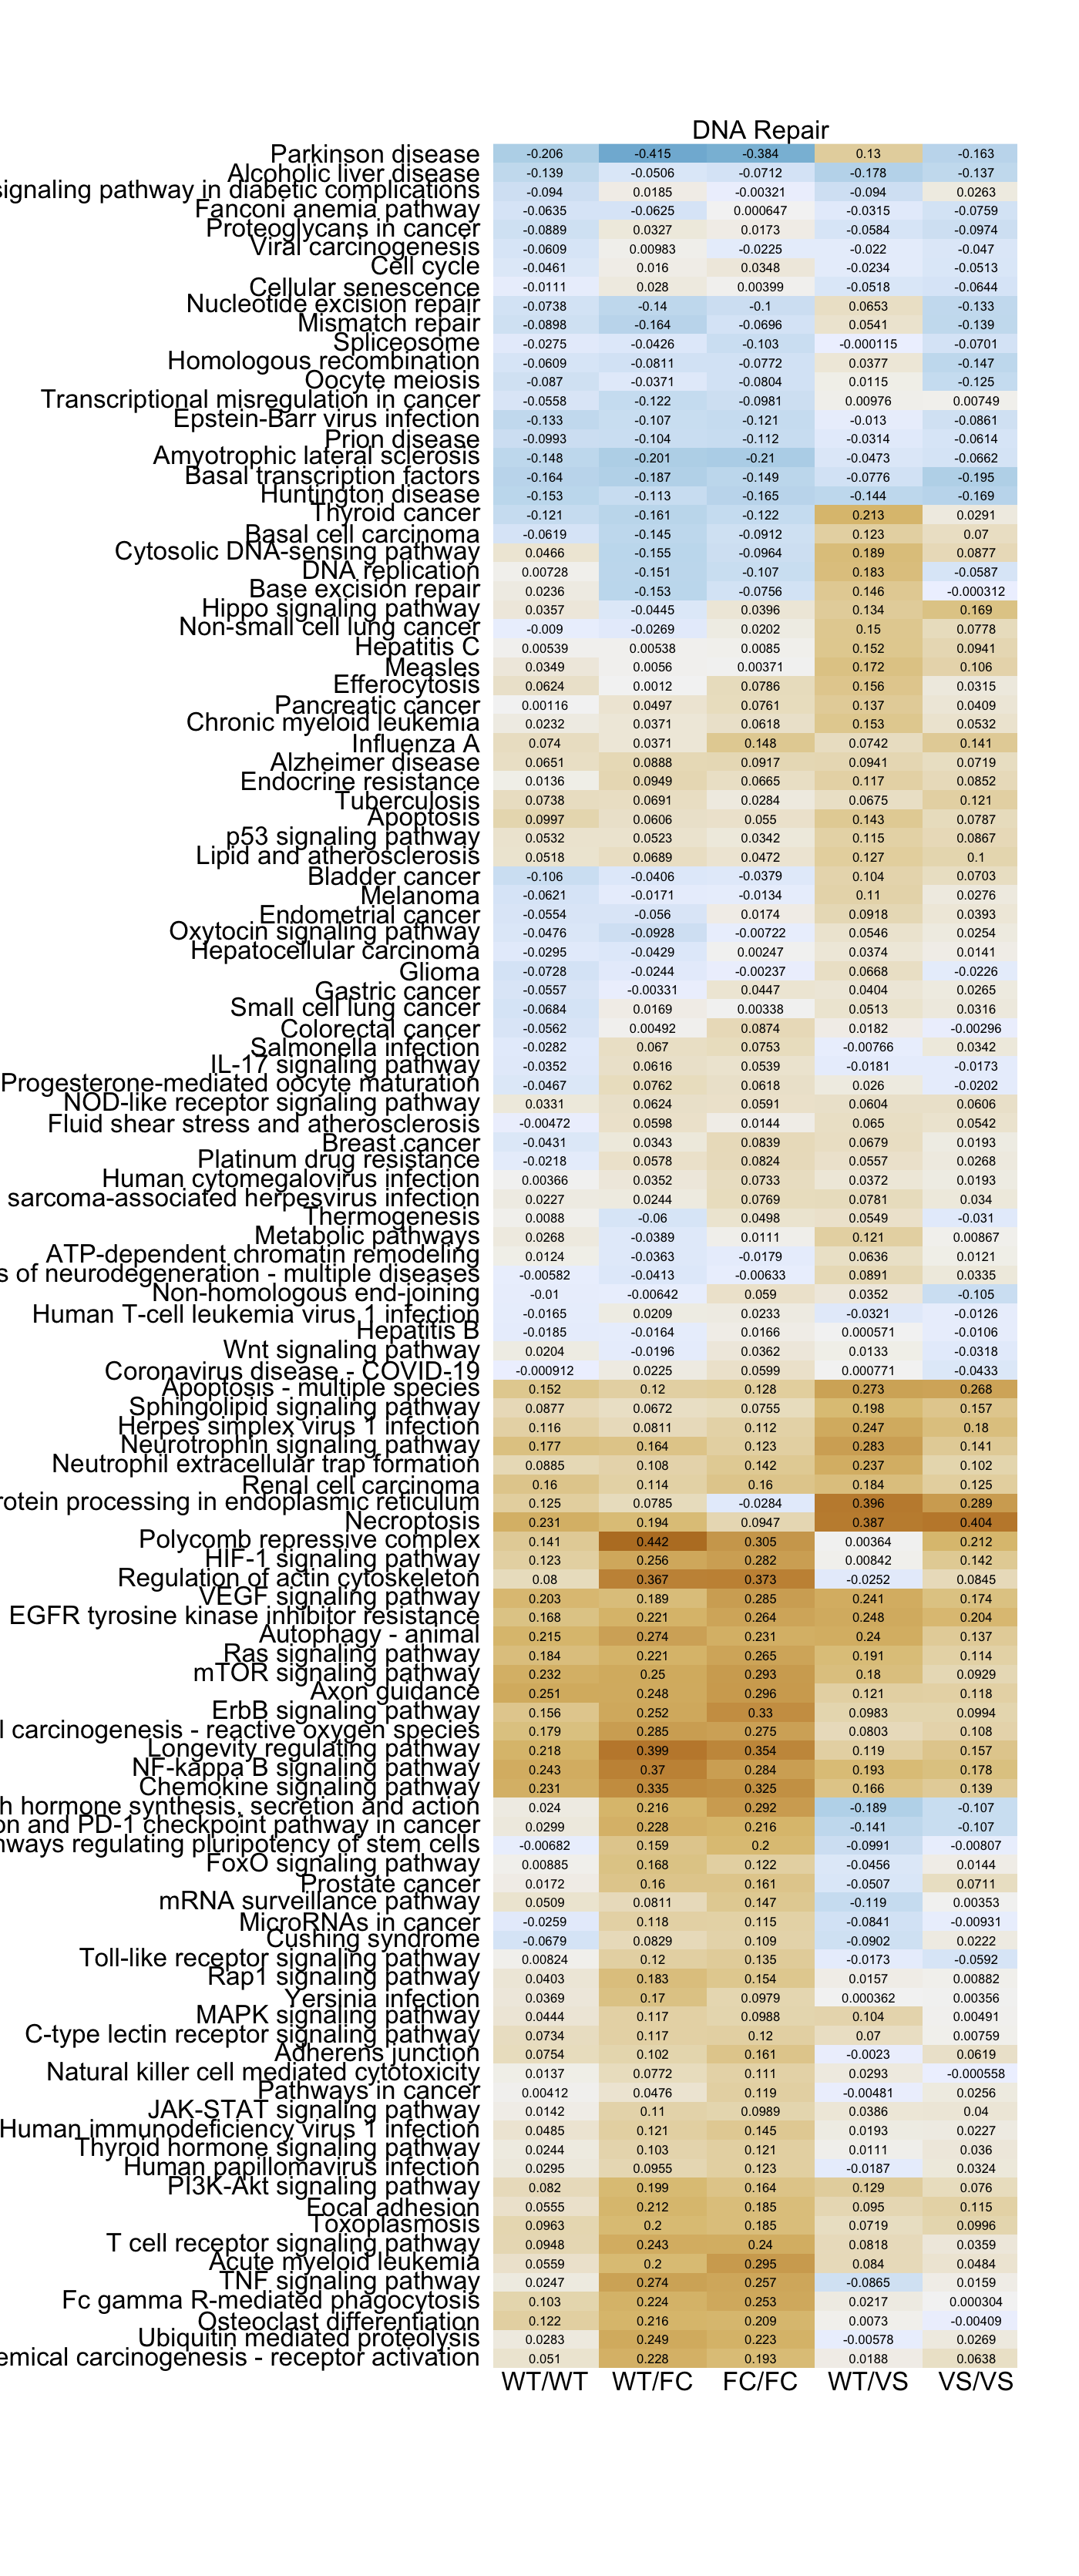 DNA Repair
Parkinson disease -0.206 -0.415 -0.384 0.13 -0.163
Alcoholic liver disease -0.139 -0.0506 -0.0712 -0.178 -0.137
signaling pathway in diabetic complications -0.094 0.0185 -0.00321 -0.094 0.0263
Fanconi anemia pathway -0.0635 -0.0625 0.000647 -0.0315 -0.0759
Proteoglycans in cancer -0.0889 0.0327 0.0173 -0.0584 -0.0974
Viral carcinogenesis -0.0609 0.00983 -0.0225 -0.022 -0.047
Cell cycle -0.0461 0.016 0.0348 -0.0234 -0.0513
Cellular senescence -0.0111 0.028 0.00399 -0.0518 -0.0644
Nucleotide excision repair -0.0738 -0.14 -0.1 0.0653 -0.133
Mismatch repair -0.0898 -0.164 -0.0696 0.0541 -0.139
Spliceosome -0.0275 -0.0426 -0.103 -0.000115 -0.0701
Homologous recombination -0.0609 -0.0811 -0.0772 0.0377 -0.147
Oocyte meiosis -0.087 -0.0371 -0.0804 0.0115 -0.125
Transcriptional misregulation in cancer -0.0558 -0.122 -0.0981 0.00976 0.00749
Epstein-Barr virus infection -0.133 -0.107 -0.121 -0.013 -0.0861
Prion disease -0.0993 -0.104 -0.112 -0.0314 -0.0614
Amyotrophic lateral sclerosis -0.148 -0.201 -0.21 -0.0473 -0.0662
Basal transcription factors -0.164 -0.187 -0.149 -0.0776 -0.195
Huntington disease -0.153 -0.113 -0.165 -0.144 -0.169
Thyroid cancer -0.121 -0.161 -0.122 0.213 0.0291
Basal cell carcinoma -0.0619 -0.145 -0.0912 0.123 0.07
Cytosolic DNA-sensing pathway 0.0466 -0.155 -0.0964 0.189 0.0877
DNA replication 0.00728 -0.151 -0.107 0.183 -0.0587
Base excision repair 0.0236 -0.153 -0.0756 0.146 -0.000312
Hippo signaling pathway 0.0357 -0.0445 0.0396 0.134 0.169
Non-small cell lung cancer -0.009 -0.0269 0.0202 0.15 0.0778
Hepatitis C 0.00539 0.00538 0.0085 0.152 0.0941
Measles 0.0349 0.0056 0.00371 0.172 0.106
Efferocytosis 0.0624 0.0012 0.0786 0.156 0.0315
Pancreatic cancer 0.00116 0.0497 0.0761 0.137 0.0409
Chronic myeloid leukemia 0.0232 0.0371 0.0618 0.153 0.0532
Influenza A 0.074 0.0371 0.148 0.0742 0.141
Alzheimer disease 0.0651 0.0888 0.0917 0.0941 0.0719
Endocrine resistance 0.0136 0.0949 0.0665 0.117 0.0852
Tuberculosis 0.0738 0.0691 0.0284 0.0675 0.121
Apoptosis 0.0997 0.0606 0.055 0.143 0.0787
p53 signaling pathway 0.0532 0.0523 0.0342 0.115 0.0867
Lipid and atherosclerosis 0.0518 0.0689 0.0472 0.127 0.1
Bladder cancer -0.106 -0.0406 -0.0379 0.104 0.0703
Melanoma -0.0621 -0.0171 -0.0134 0.11 0.0276
Endometrial cancer -0.0554 -0.056 0.0174 0.0918 0.0393
Oxytocin signaling pathway -0.0476 -0.0928 -0.00722 0.0546 0.0254
Hepatocellular carcinoma -0.0295 -0.0429 0.00247 0.0374 0.0141
Glioma -0.0728 -0.0244 -0.00237 0.0668 -0.0226
Gastric cancer -0.0557 -0.00331 0.0447 0.0404 0.0265
Small cell lung cancer -0.0684 0.0169 0.00338 0.0513 0.0316
Colorectal cancer -0.0562 0.00492 0.0874 0.0182 -0.00296
Salmonella infection -0.0282 0.067 0.0753 -0.00766 0.0342
IL-17 signaling pathway -0.0352 0.0616 0.0539 -0.0181 -0.0173
Progesterone-mediated oocyte maturation -0.0467 0.0762 0.0618 0.026 -0.0202
NOD-like receptor signaling pathway 0.0331 0.0624 0.0591 0.0604 0.0606
Fluid shear stress and atherosclerosis -0.00472 0.0598 0.0144 0.065 0.0542
Breast cancer -0.0431 0.0343 0.0839 0.0679 0.0193
Platinum drug resistance -0.0218 0.0578 0.0824 0.0557 0.0268
Human cytomegalovirus infection 0.00366 0.0352 0.0733 0.0372 0.0193
sarcoma-associated herpesvirus infection 0.0227 0.0244 0.0769 0.0781 0.034
Thermogenesis 0.0088 -0.06 0.0498 0.0549 -0.031
Metabolic pathways 0.0268 -0.0389 0.0111 0.121 0.00867
ATP-dependent chromatin remodeling 0.0124 -0.0363 -0.0179 0.0636 0.0121
s of neurodegeneration - multiple diseases -0.00582 -0.0413 -0.00633 0.0891 0.0335
Non-homologous end-joining -0.01 -0.00642 0.059 0.0352 -0.105
Human T-cell leukemia virus 1 infection -0.0165 0.0209 0.0233 -0.0321 -0.0126
Hepatitis B -0.0185 -0.0164 0.0166 0.000571 -0.0106
Wnt signaling pathway 0.0204 -0.0196 0.0362 0.0133 -0.0318
Coronavirus disease - COVID-19 -0.000912 0.0225 0.0599 0.000771 -0.0433
Apoptosis - multiple species 0.152 0.12 0.128 0.273 0.268
Sphingolipid signaling pathway 0.0877 0.0672 0.0755 0.198 0.157
Herpes simplex virus 1 infection 0.116 0.0811 0.112 0.247 0.18
Neurotrophin signaling pathway 0.177 0.164 0.123 0.283 0.141
Neutrophil extracellular trap formation 0.0885 0.108 0.142 0.237 0.102
Renal cell carcinoma 0.16 0.114 0.16 0.184 0.125
rotein processing in endoplasmic reticulum 0.125 0.0785 -0.0284 0.396 0.289
Necroptosis 0.231 0.194 0.0947 0.387 0.404
Polycomb repressive complex 0.141 0.442 0.305 0.00364 0.212
HIF-1 signaling pathway 0.123 0.256 0.282 0.00842 0.142
Regulation of actin cytoskeleton 0.08 0.367 0.373 -0.0252 0.0845
VEGF signaling pathway 0.203 0.189 0.285 0.241 0.174
EGFR tyrosine kinase inhibitor resistance 0.168 0.221 0.264 0.248 0.204
Autophagy - animal 0.215 0.274 0.231 0.24 0.137
Ras signaling pathway 0.184 0.221 0.265 0.191 0.114
mTOR signaling pathway 0.232 0.25 0.293 0.18 0.0929
Axon guidance 0.251 0.248 0.296 0.121 0.118
ErbB signaling pathway 0.156 0.252 0.33 0.0983 0.0994
l carcinogenesis - reactive oxygen species 0.179 0.285 0.275 0.0803 0.108
Longevity regulating pathway 0.218 0.399 0.354 0.119 0.157
NF-kappa B signaling pathway 0.243 0.37 0.284 0.193 0.178
Chemokine signaling pathway 0.231 0.335 0.325 0.166 0.139
h hormone synthesis, secretion and action 0.024 0.216 0.292 -0.189 -0.107
on and PD-1 checkpoint pathway in cancer 0.0299 0.228 0.216 -0.141 -0.107
ways regulating pluripotency of stem cells -0.00682 0.159 0.2 -0.0991 -0.00807
FoxO signaling pathway 0.00885 0.168 0.122 -0.0456 0.0144
Prostate cancer 0.0172 0.16 0.161 -0.0507 0.0711
mRNA surveillance pathway 0.0509 0.0811 0.147 -0.119 0.00353
MicroRNAs in cancer -0.0259 0.118 0.115 -0.0841 -0.00931
Cushing syndrome -0.0679 0.0829 0.109 -0.0902 0.0222
Toll-like receptor signaling pathway 0.00824 0.12 0.135 -0.0173 -0.0592
Rap1 signaling pathway 0.0403 0.183 0.154 0.0157 0.00882
Yersinia infection 0.0369 0.17 0.0979 0.000362 0.00356
MAPK signaling pathway 0.0444 0.117 0.0988 0.104 0.00491
C-type lectin receptor signaling pathway 0.0734 0.117 0.12 0.07 0.00759
Adherens junction 0.0754 0.102 0.161 -0.0023 0.0619
Natural killer cell mediated cytotoxicity 0.0137 0.0772 0.111 0.0293 -0.000558
Pathways in cancer 0.00412 0.0476 0.119 -0.00481 0.0256
JAK-STAT signaling pathway 0.0142 0.11 0.0989 0.0386 0.04
Human immunodeficiency virus 1 infection 0.0485 0.121 0.145 0.0193 0.0227
Thyroid hormone signaling pathway 0.0244 0.103 0.121 0.0111 0.036
Human papillomavirus infection 0.0295 0.0955 0.123 -0.0187 0.0324
PI3K-Akt signaling pathway 0.082 0.199 0.164 0.129 0.076
Focal adhesion 0.0555 0.212 0.185 0.095 0.115
Toxoplasmosis 0.0963 0.2 0.185 0.0719 0.0996
T cell receptor signaling pathway 0.0948 0.243 0.24 0.0818 0.0359
Acute myeloid leukemia 0.0559 0.2 0.295 0.084 0.0484
TNF signaling pathway 0.0247 0.274 0.257 -0.0865 0.0159
Fc gamma R-mediated phagocytosis 0.103 0.224 0.253 0.0217 0.000304
Osteoclast differentiation 0.122 0.216 0.209 0.0073 -0.00409
Ubiquitin mediated proteolysis 0.0283 0.249 0.223 -0.00578 0.0269
emical carcinogenesis - receptor activation 0.051 0.228 0.193 0.0188 0.0638
WT/WT WT/FC FC/FC WT/VS VS/VS